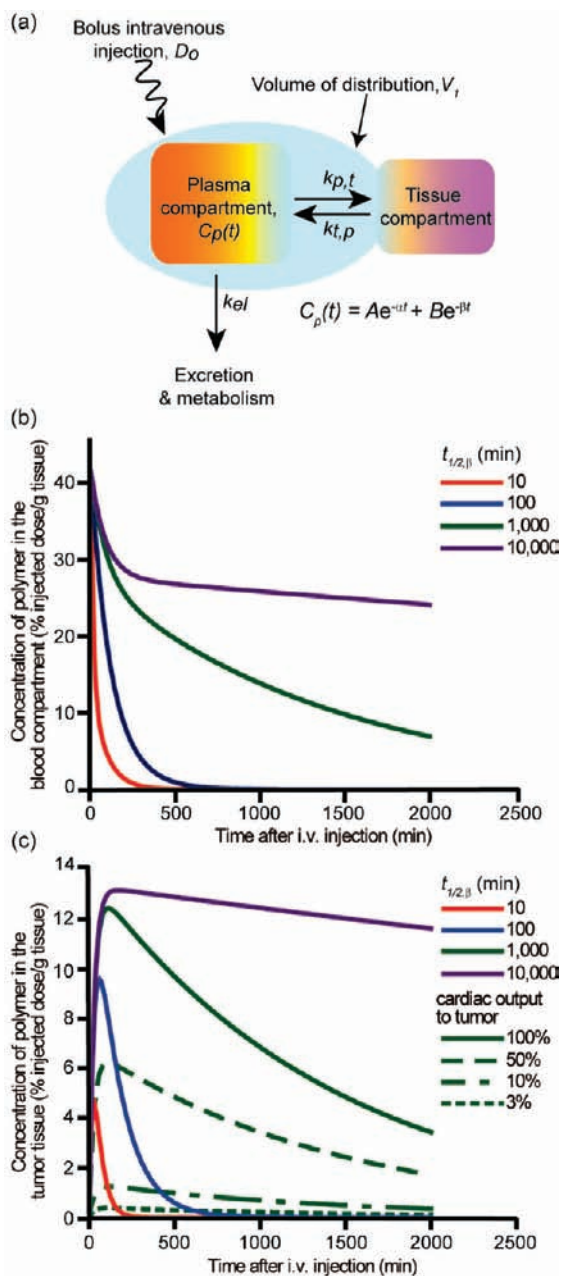 (a)
Bolus intravenous
injection, Do
Volume of distribution, V₁
Plasma
compartment,
Cp(t)
kp,t
kt,p
Tissue
compartment
kel
Cp(t) = Ae^-αt + Be^-βt
Excretion
& metabolism
(b)
Concentration of polymer in the
blood compartment (% injected dose/g tissue)
40
30
20
10
0
t1/2,β (min)
10
100
1,000
10,000
0 500 1000 1500 2000 2500
Time after i.v. injection (min)
(c)
Concentration of polymer in the
tumor tissue (% injected dose/g tissue)
14
12
10
8
6
4
2
0
t1/2,β (min)
10
100
1,000
10,000
cardiac output
to tumor
100%
50%
10%
3%
0 500 1000 1500 2000 2500
Time after i.v. injection (min)